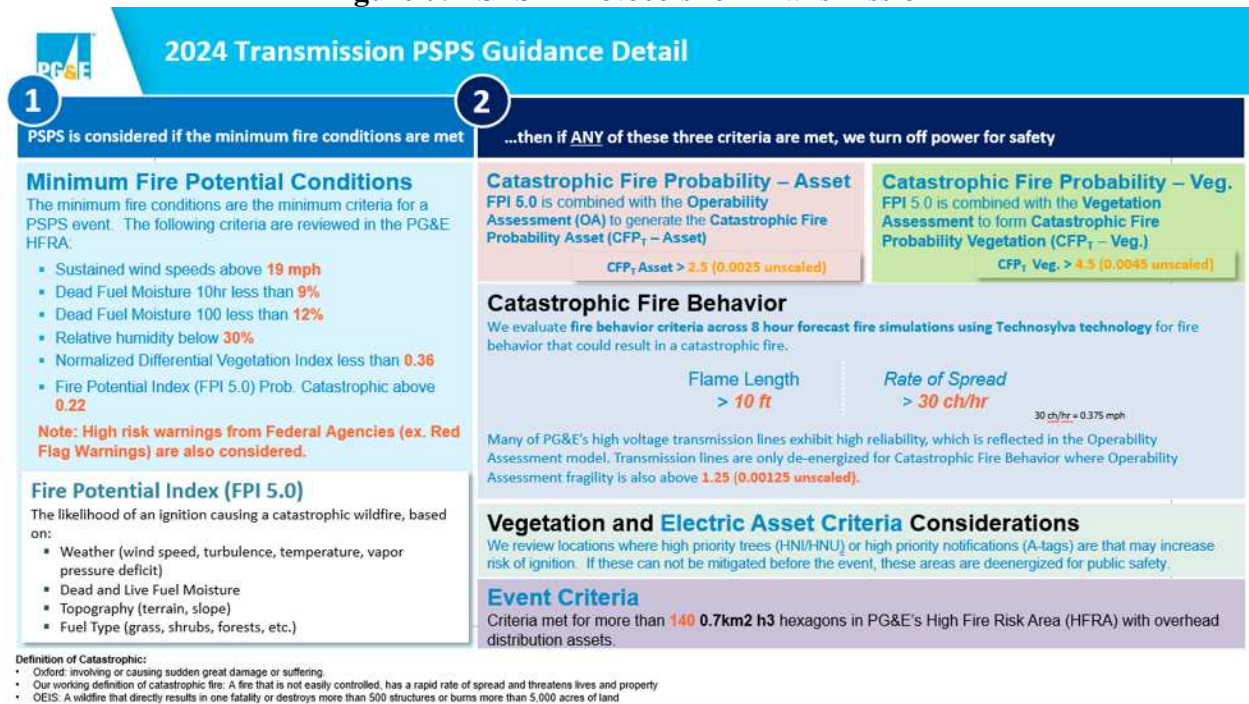 2024 Transmission PSPS Guidance Detail
PG&E
1
PSPS is considered if the minimum fire conditions are met
2
...then if ANY of these three criteria are met, we turn off power for safety
Minimum Fire Potential Conditions
The minimum fire conditions are the minimum criteria for a
PSPS event. The following criteria are reviewed in the PG&E
HFRA:
▪ Sustained wind speeds above 19 mph
▪ Dead Fuel Moisture 10hr less than 9%
▪ Dead Fuel Moisture 100 less than 12%
▪ Relative humidity below 30%
▪ Normalized Differential Vegetation Index less than 0.36
▪ Fire Potential Index (FPI 5.0) Prob. Catastrophic above
0.22
Note: High risk warnings from Federal Agencies (ex. Red
Flag Warnings) are also considered.
Fire Potential Index (FPI 5.0)
The likelihood of an ignition causing a catastrophic wildfire, based
on:
▪ Weather (wind speed, turbulence, temperature, vapor
pressure deficit)
▪ Dead and Live Fuel Moisture
▪ Topography (terrain, slope)
▪ Fuel Type (grass, shrubs, forests, etc.)
Catastrophic Fire Probability – Asset
FPI 5.0 is combined with the Operability
Assessment (OA) to generate the Catastrophic Fire
Probability Asset (CFPT – Asset)
CFPT Asset > 2.5 (0.0025 unscaled)
Catastrophic Fire Probability – Veg.
FPI 5.0 is combined with the Vegetation
Assessment to form Catastrophic Fire
Probability Vegetation (CFPT – Veg.)
CFPT Veg. > 4.5 (0.0045 unscaled)
Catastrophic Fire Behavior
We evaluate fire behavior criteria across 8 hour forecast fire simulations using Technosylva technology for fire
behavior that could result in a catastrophic fire.
Flame Length
> 10 ft
Rate of Spread
> 30 ch/hr
30 ch/hr = 0.375 mph
Many of PG&E's high voltage transmission lines exhibit high reliability, which is reflected in the Operability
Assessment model. Transmission lines are only de-energized for Catastrophic Fire Behavior where Operability
Assessment fragility is also above 1.25 (0.00125 unscaled).
Vegetation and Electric Asset Criteria Considerations
We review locations where high priority trees (HNI/HNU) or high priority notifications (A-tags) are that may increase
risk of ignition. If these can not be mitigated before the event, these areas are deenergized for public safety.
Event Criteria
Criteria met for more than 140 0.7km2 h3 hexagons in PG&E's High Fire Risk Area (HFRA) with overhead
distribution assets.
Definition of Catastrophic:
• Oxford: involving or causing sudden great damage or suffering.
• Our working definition of catastrophic fire: A fire that is not easily controlled, has a rapid rate of spread and threatens lives and property
• OEIS: A wildfire that directly results in one fatality or destroys more than 500 structures or burns more than 5,000 acres of land